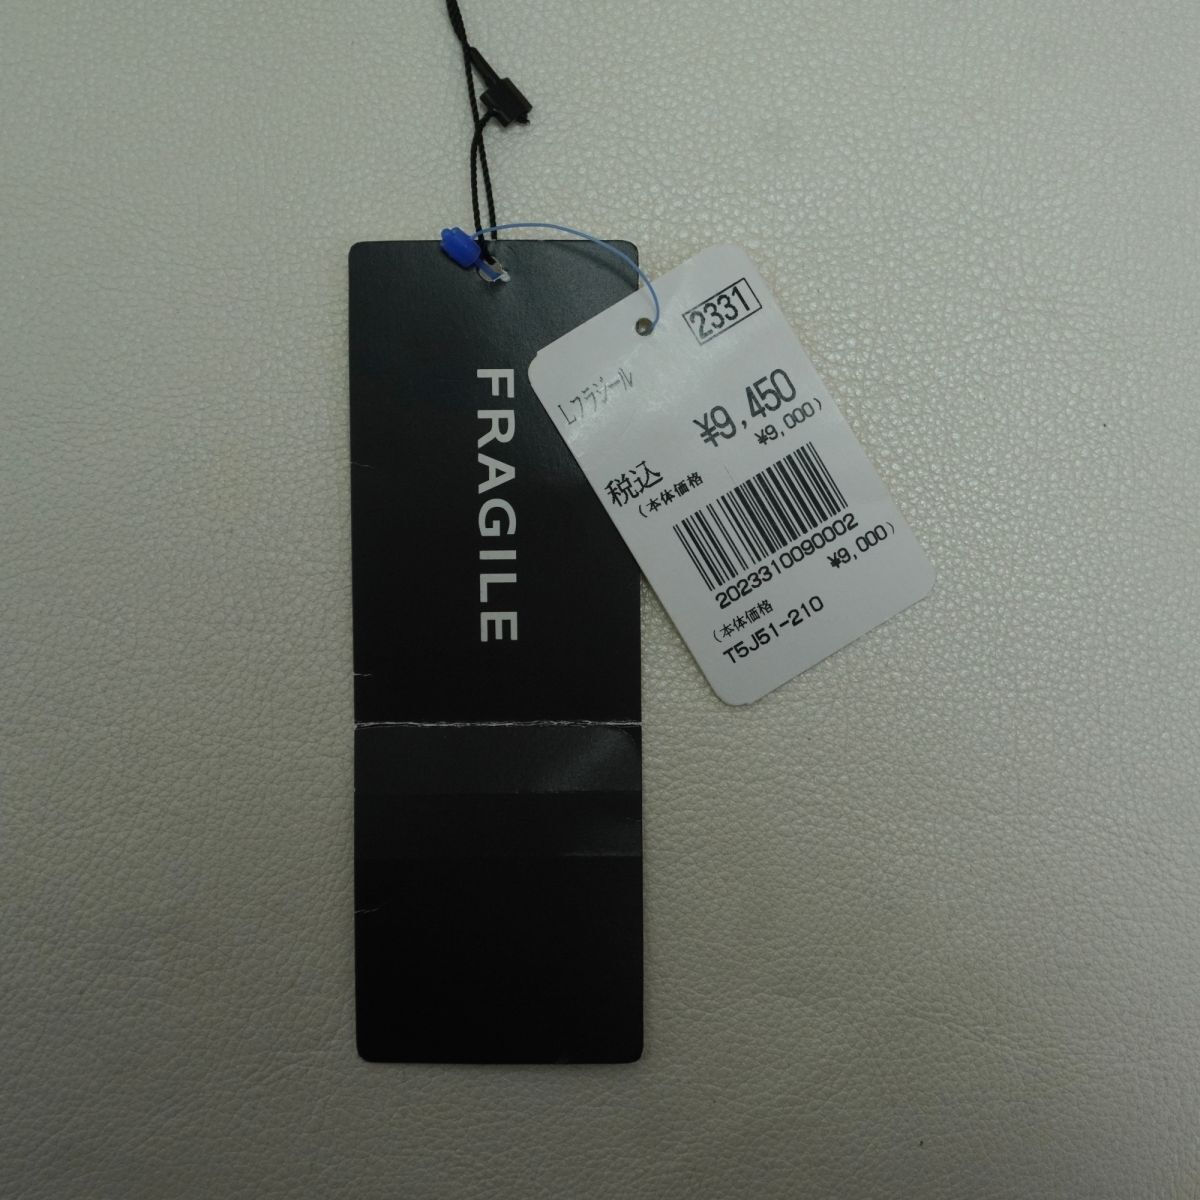 FRAGILE
2331
Lフラジール
¥9,450
税込
(本体価格 ¥9,000)
2023310090002
(本体価格 ¥9,000)
T5J51-210